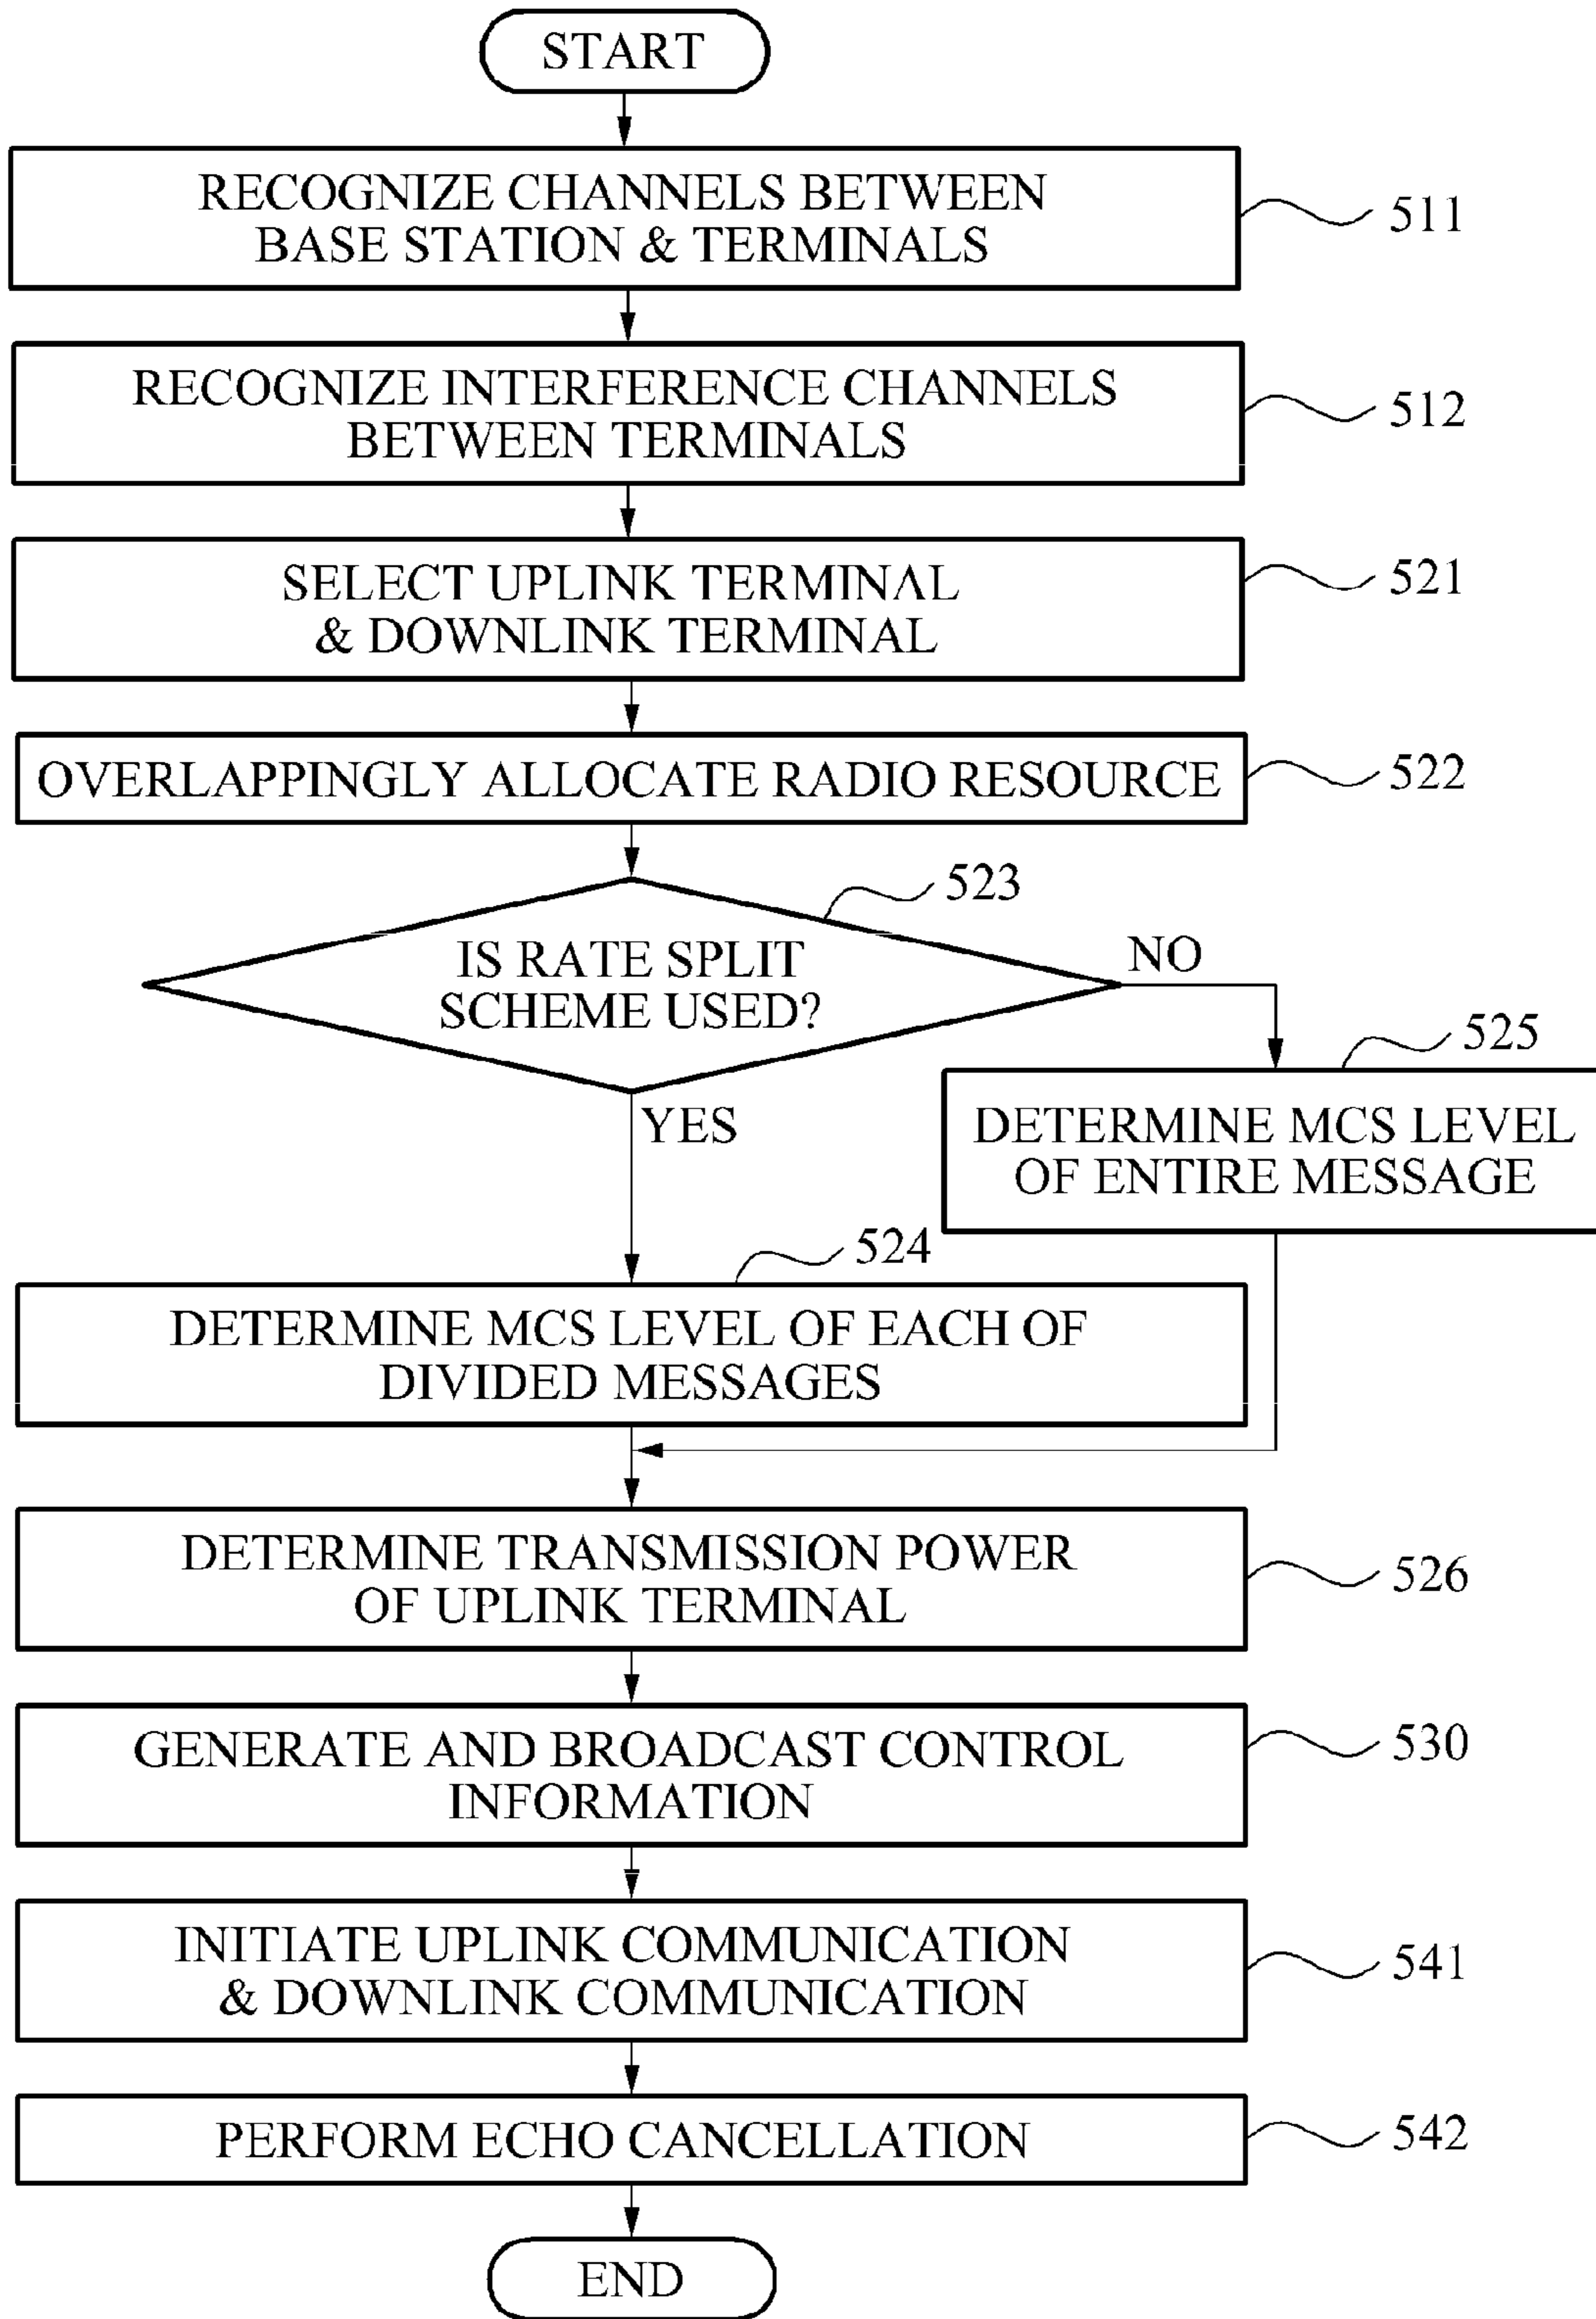 START
RECOGNIZE CHANNELS BETWEEN
BASE STATION & TERMINALS
511
RECOGNIZE INTERFERENCE CHANNELS
BETWEEN TERMINALS
512
SELECT UPLINK TERMINAL
& DOWNLINK TERMINAL
521
OVERLAPPINGLY ALLOCATE RADIO RESOURCE
522
523
IS RATE SPLIT
SCHEME USED?
NO
525
DETERMINE MCS LEVEL
OF ENTIRE MESSAGE
YES
524
DETERMINE MCS LEVEL OF EACH OF
DIVIDED MESSAGES
DETERMINE TRANSMISSION POWER
OF UPLINK TERMINAL
526
GENERATE AND BROADCAST CONTROL
INFORMATION
530
INITIATE UPLINK COMMUNICATION
& DOWNLINK COMMUNICATION
541
PERFORM ECHO CANCELLATION
542
END